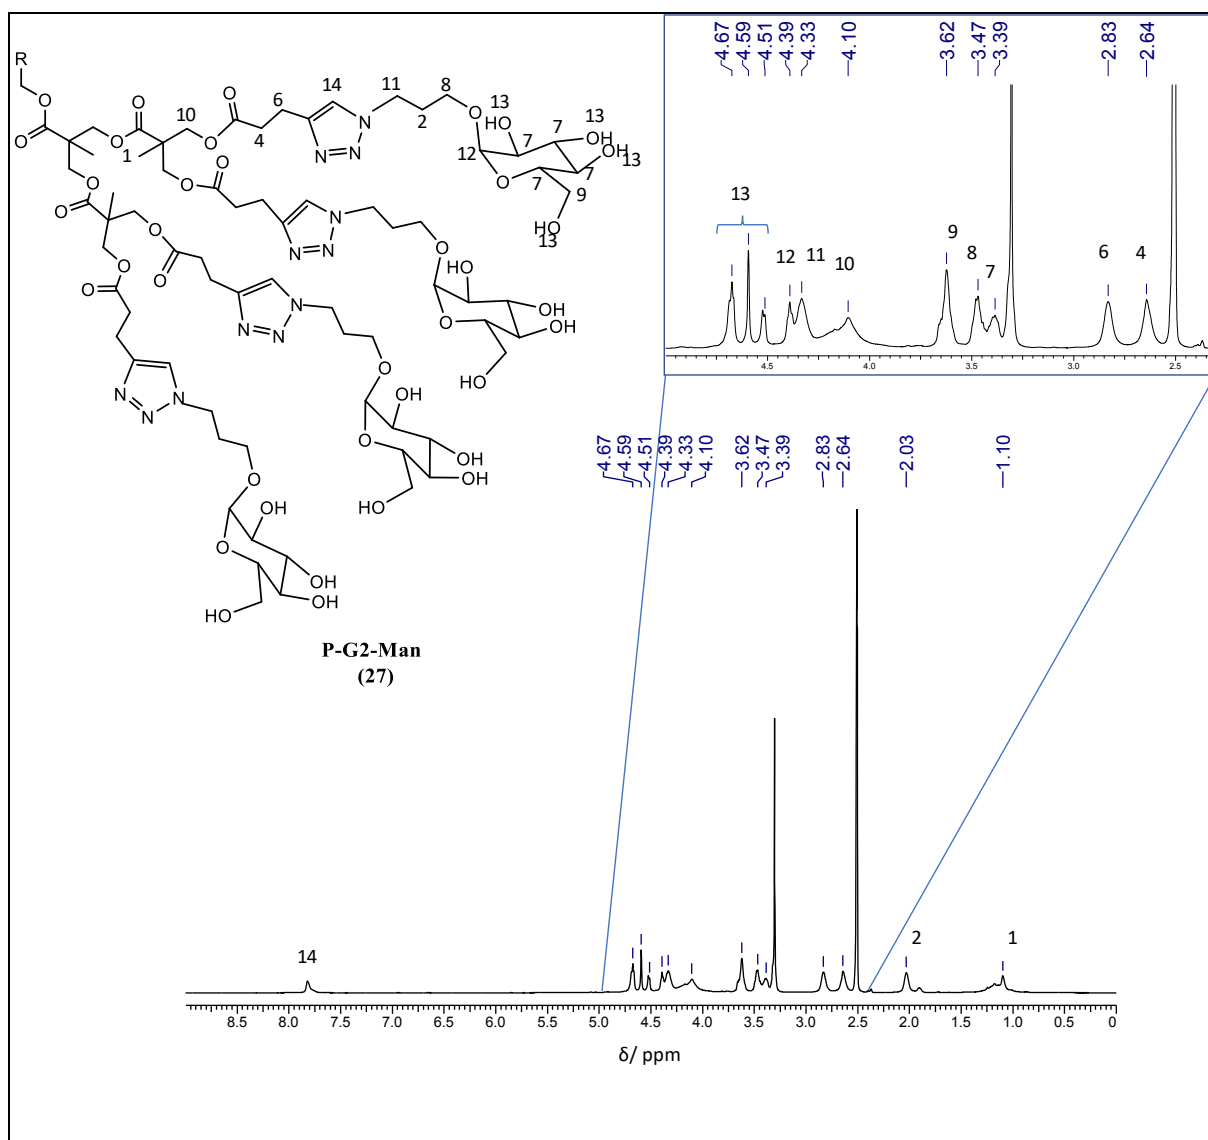 4.67 4.59 4.51 4.39 4.33 4.10 3.62 3.47 3.39 2.83 2.64
13
12 11 10 9 8 7 6 4
4.5 4.0 3.5 3.0 2.5
R
O O
O
O
1
O
10
O
O
4
6
14
N
N N
11
2
8
O
12
13
HO
7
7
OH
13
OH
13
7
7
O
9
HO
13
O
O
O
O
O
N
N N
O
HO
O
OH
OH
HO
O
O
O
O
N
N N
O
OH
O
OH
OH
HO
N
N N
O
OH
O
OH
OH
HO
P-G2-Man
(27)
4.67 4.59 4.51 4.39 4.33 4.10 3.62 3.47 3.39 2.83 2.64 2.03 1.10
14
2
1
8.5 8.0 7.5 7.0 6.5 6.0 5.5 5.0 4.5 4.0 3.5 3.0 2.5 2.0 1.5 1.0 0.5 0
δ/ ppm